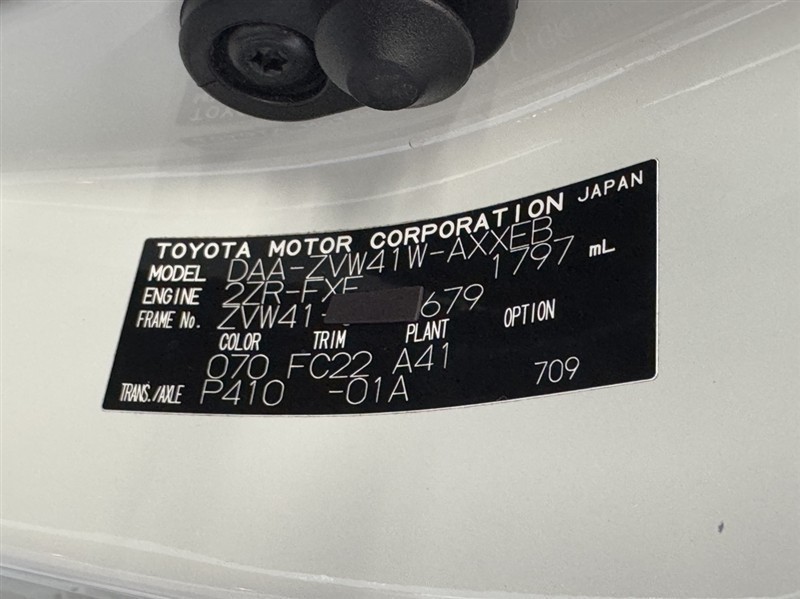 TOYOTA MOTOR CORPORATION JAPAN
MODEL DAA-ZVW41W-AXXEB
ENGINE 2ZR-FXE 1797 mL
FRAME No. ZVW41- 679
COLOR TRIM PLANT OPTION
070 FC22 A41
TRANS./AXLE P410 -01A 709